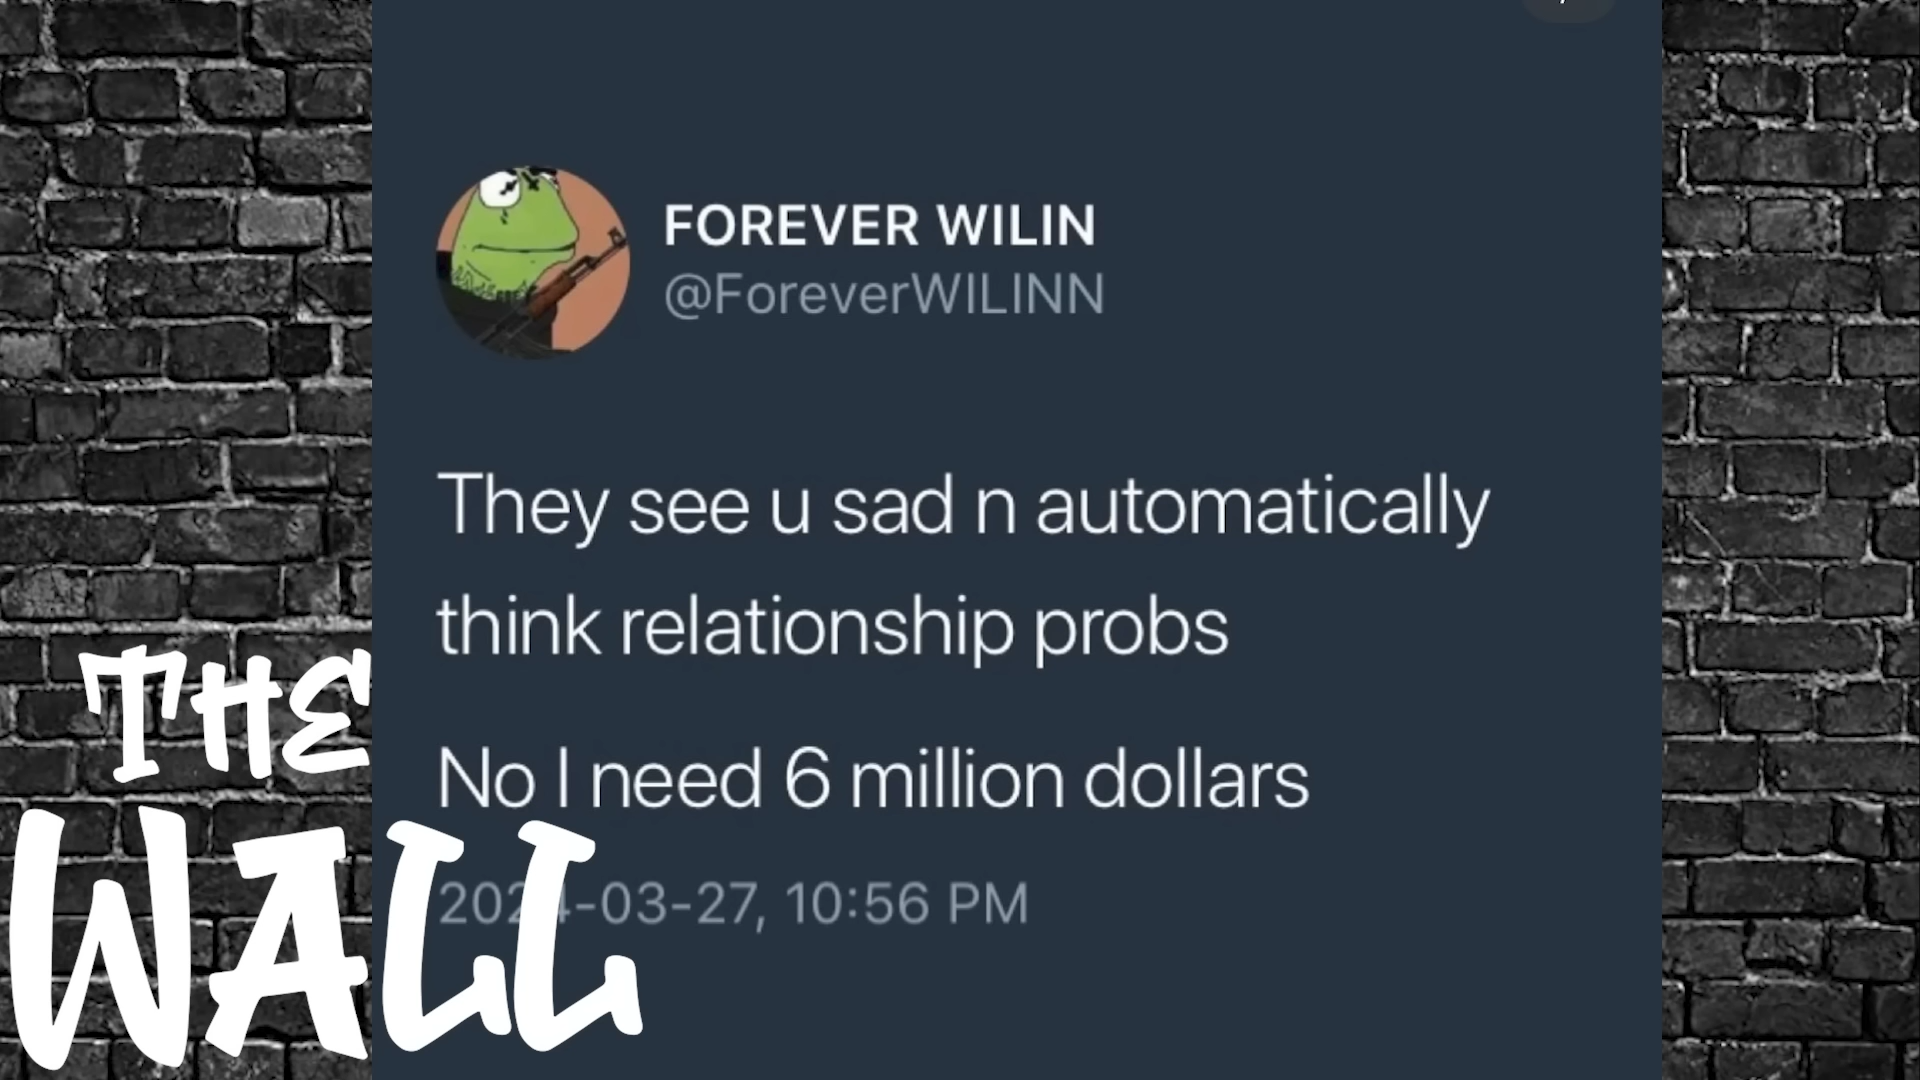 FOREVER WILIN
@ForeverWILINN
They see u sad n automatically
think relationship probs
No I need 6 million dollars
2024-03-27, 10:56 PM
THE
WALL